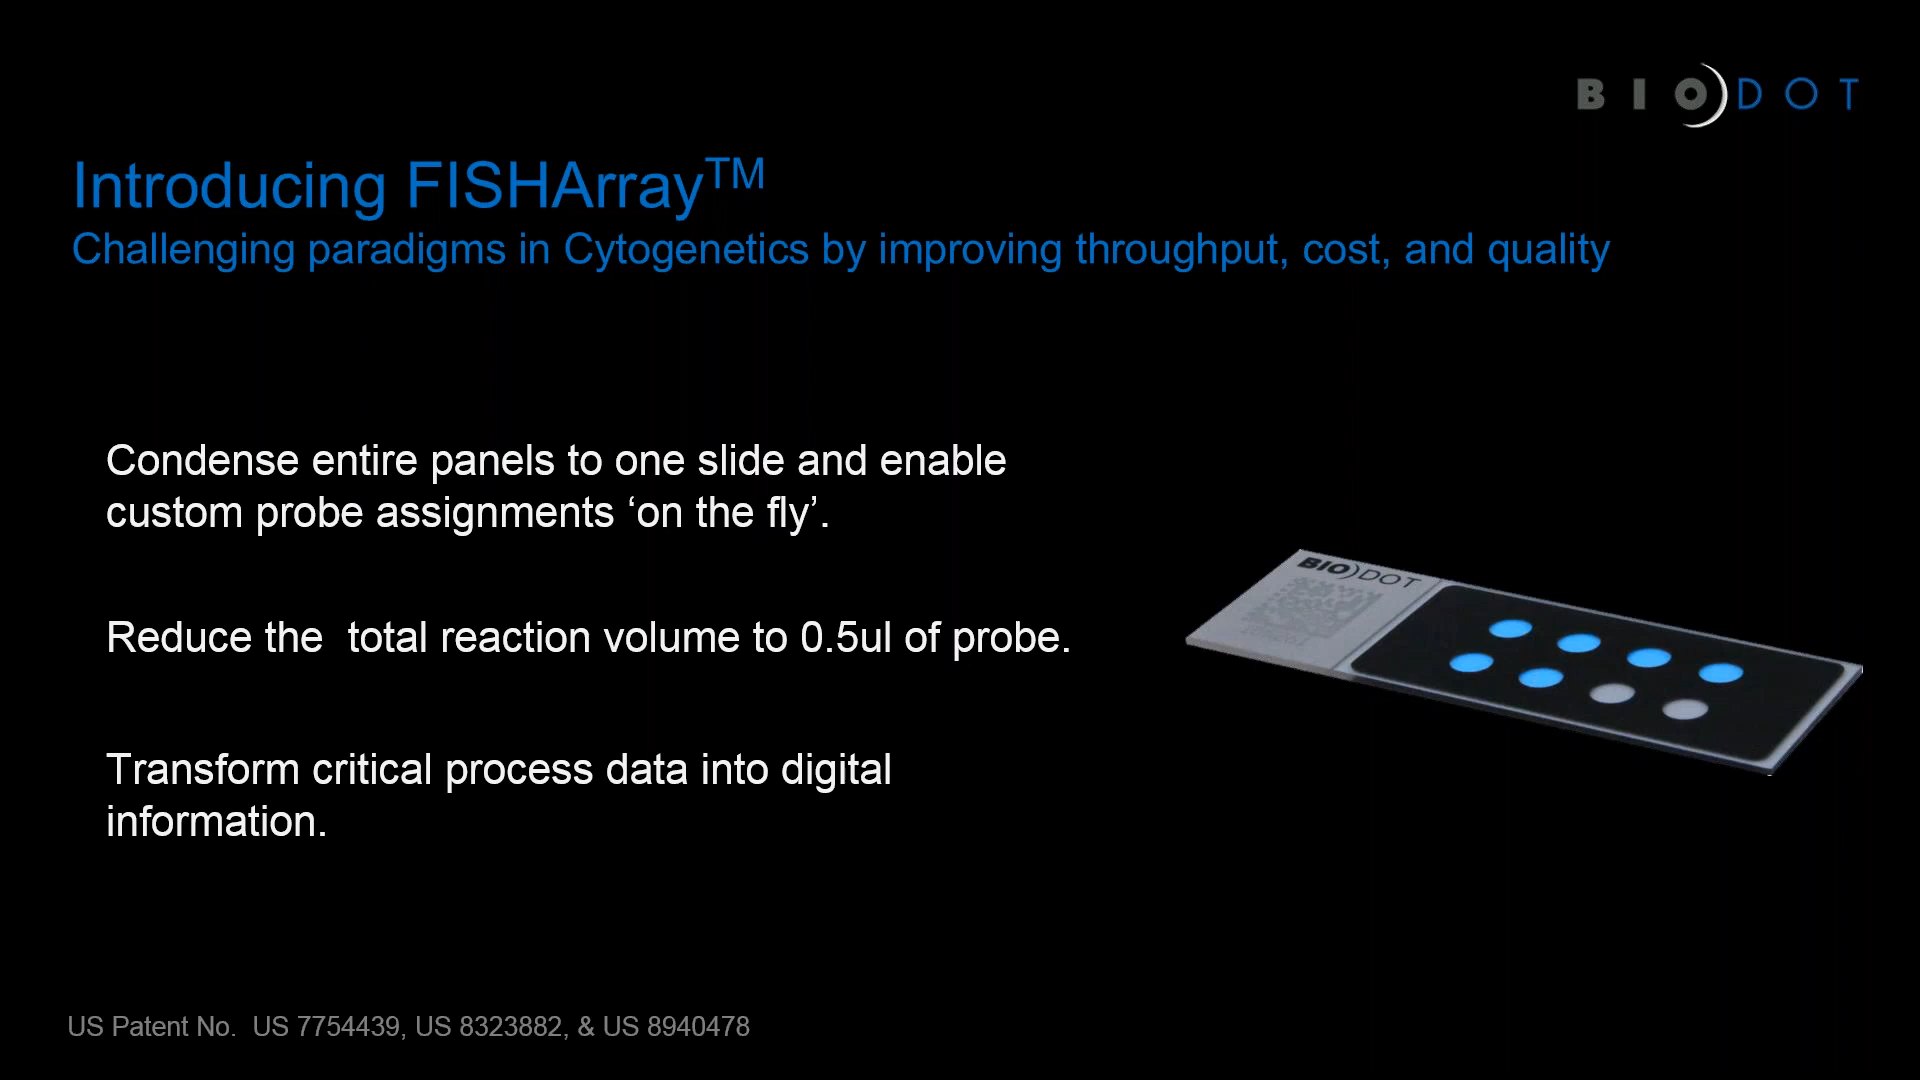 BIODOT
Introducing FISHArray™
Challenging paradigms in Cytogenetics by improving throughput, cost, and quality
Condense entire panels to one slide and enable
custom probe assignments ‘on the fly’.
Reduce the  total reaction volume to 0.5ul of probe.
Transform critical process data into digital
information.
BIODOT
US Patent No.  US 7754439, US 8323882, & US 8940478